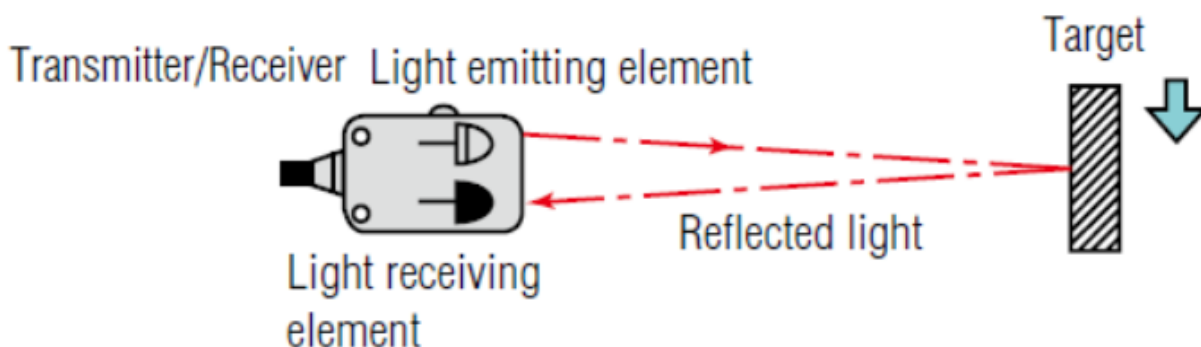 Target
Transmitter/Receiver
Light emitting element
Reflected light
Light receiving
element